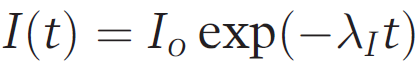 I(t) = I_o exp(−λ_I t)